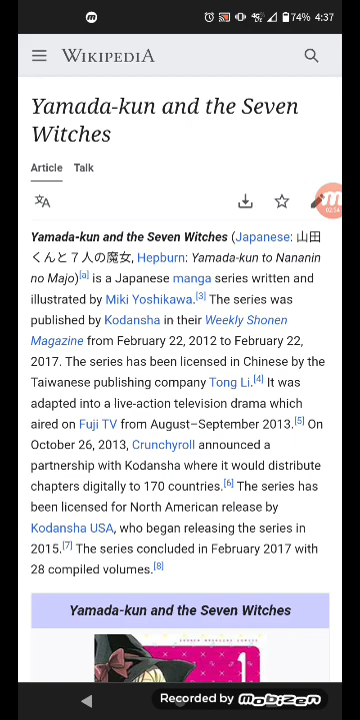 74% 4:37
WIKIPEDIA
Yamada-kun and the Seven
Witches
Article Talk
02:14
Yamada-kun and the Seven Witches (Japanese: 山田
くんと７人の魔女, Hepburn: Yamada-kun to Nananin
no Majo)[a] is a Japanese manga series written and
illustrated by Miki Yoshikawa.[3] The series was
published by Kodansha in their Weekly Shonen
Magazine from February 22, 2012 to February 22,
2017. The series has been licensed in Chinese by the
Taiwanese publishing company Tong Li.[4] It was
adapted into a live-action television drama which
aired on Fuji TV from August–September 2013.[5] On
October 26, 2013, Crunchyroll announced a
partnership with Kodansha where it would distribute
chapters digitally to 170 countries.[6] The series has
been licensed for North American release by
Kodansha USA, who began releasing the series in
2015.[7] The series concluded in February 2017 with
28 compiled volumes.[8]
Yamada-kun and the Seven Witches
1
Recorded by mobizen